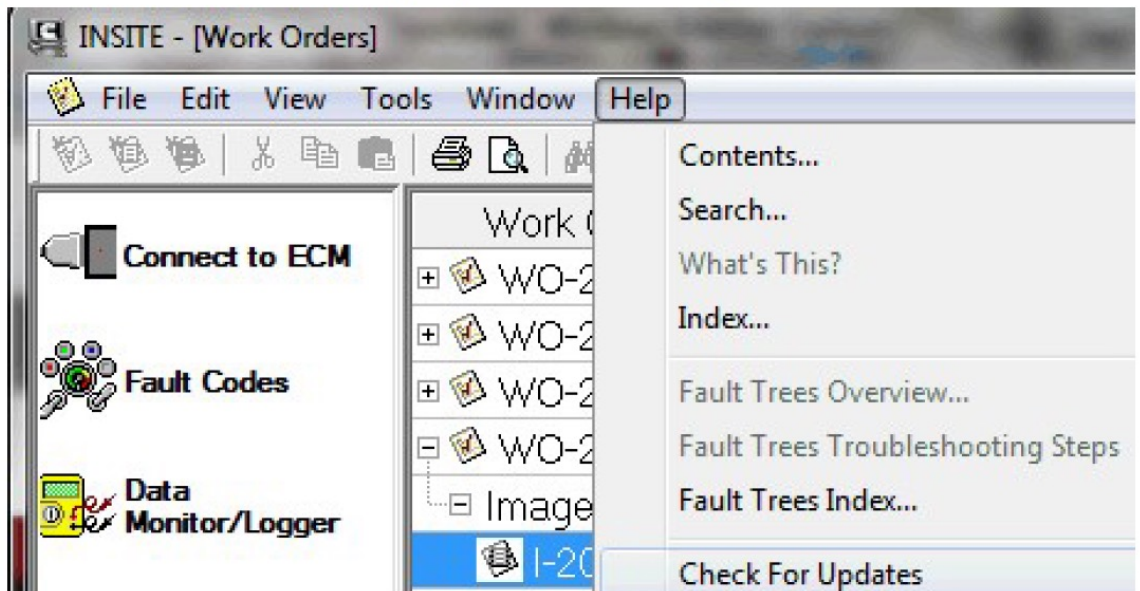 INSITE - [Work Orders]
File Edit View Tools Window Help
Contents...
Search...
What's This?
Index...
Fault Trees Overview...
Fault Trees Troubleshooting Steps
Fault Trees Index...
Check For Updates
Connect to ECM
Fault Codes
Data
Monitor/Logger
Work
WO-2
WO-2
WO-2
WO-2
Image
I-20